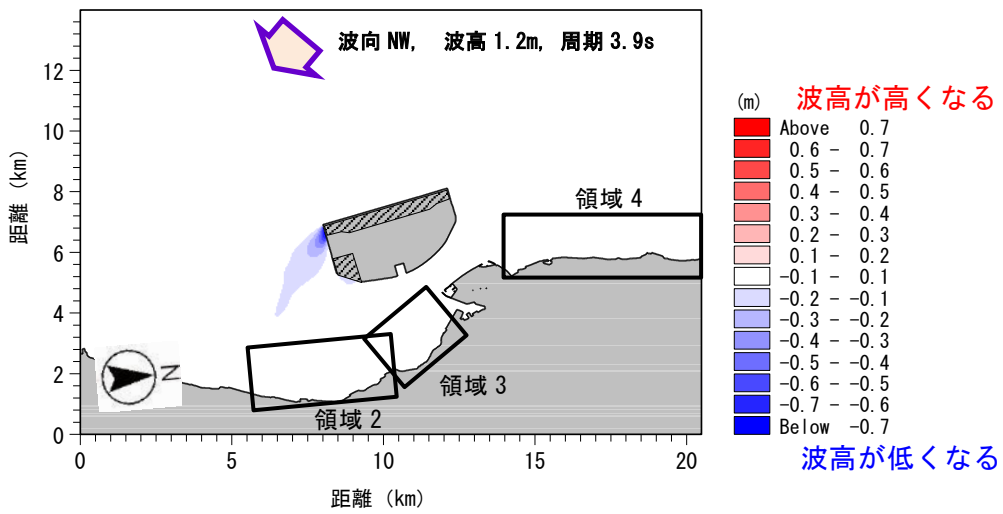 波向 NW, 波高 1.2m, 周期 3.9s
12
10
8
6
4
2
0
距離 (km)
領域 4
領域 3
領域 2
N
0
5
10
15
20
距離 (km)
(m)
波高が高くなる
Above 0.7
0.6 - 0.7
0.5 - 0.6
0.4 - 0.5
0.3 - 0.4
0.2 - 0.3
0.1 - 0.2
-0.1 - 0.1
-0.2 - -0.1
-0.3 - -0.2
-0.4 - -0.3
-0.5 - -0.4
-0.6 - -0.5
-0.7 - -0.6
Below -0.7
波高が低くなる